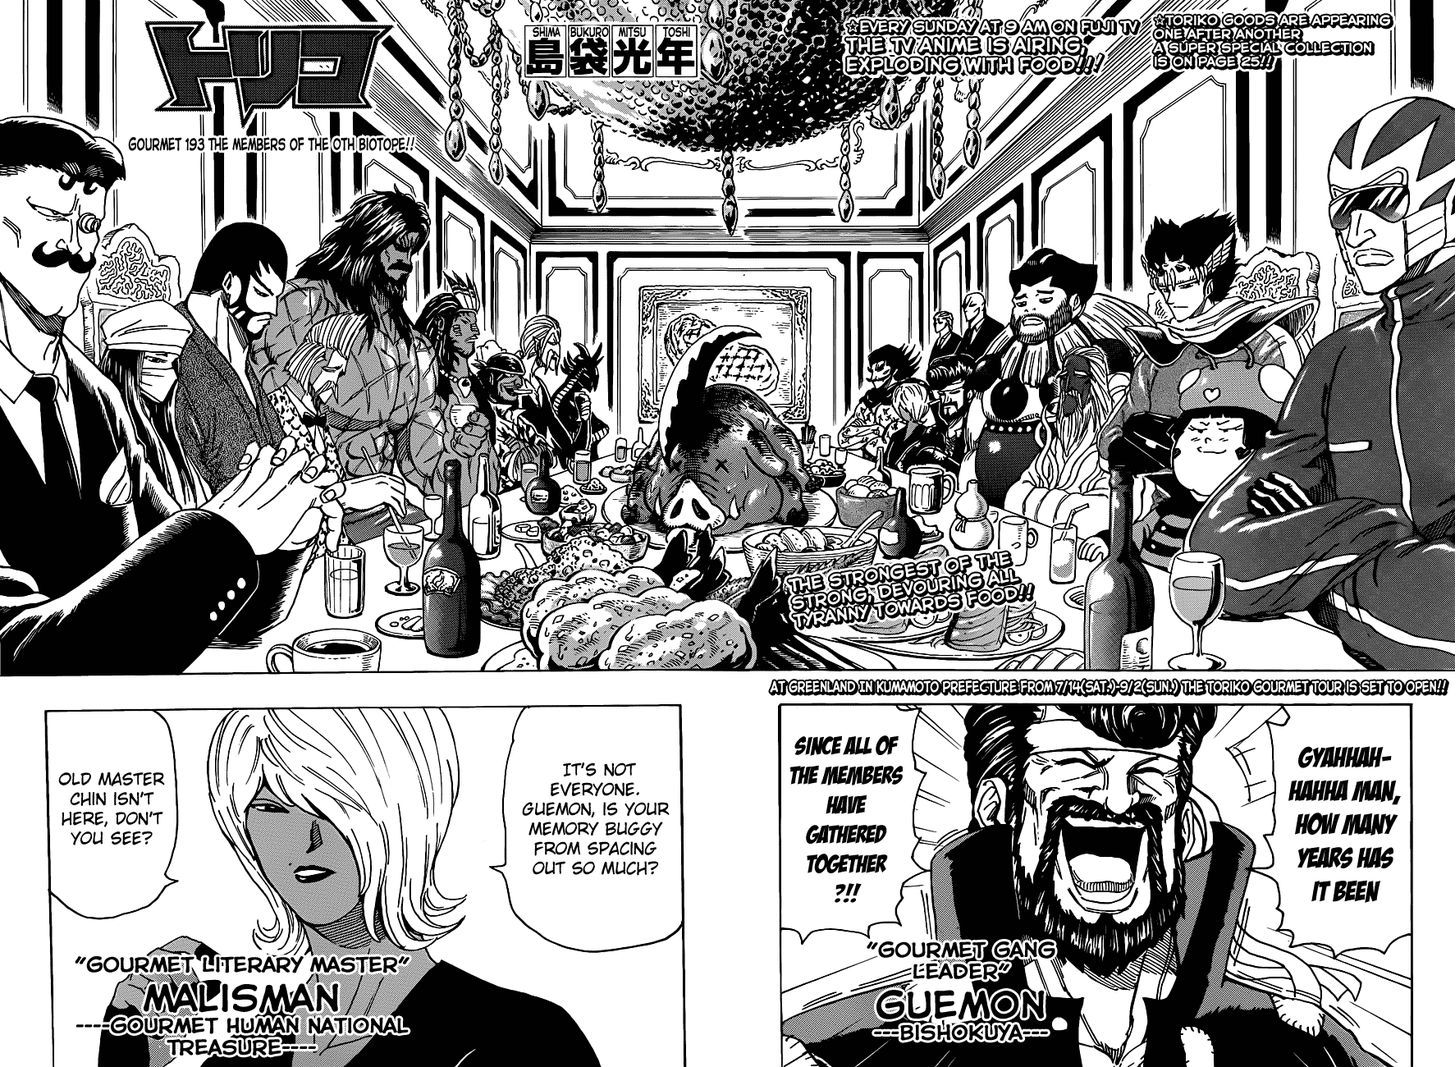 トリコ
SHIMA BUKURO MITSU TOSHI
島袋光年
GOURMET 193 THE MEMBERS OF THE 0TH BIOTOPE!!
☆EVERY SUNDAY AT 9 AM ON FUJI TV
THE TV ANIME IS AIRING,
EXPLODING WITH FOOD!!!
☆TORIKO GOODS ARE APPEARING
ONE AFTER ANOTHER
A SUPER SPECIAL COLLECTION
IS ON PAGE 25!!
THE STRONGEST OF THE
STRONG, DEVOURING ALL
TYRANNY TOWARDS FOOD!!
AT GREENLAND IN KUMAMOTO PREFECTURE FROM 7/14(SAT.)-9/2(SUN.) THE TORIKO GOURMET TOUR IS SET TO OPEN!!
GYAHHAH-
HAHHA MAN,
HOW MANY
YEARS HAS
IT BEEN
SINCE ALL OF
THE MEMBERS
HAVE
GATHERED
TOGETHER
?!!
"GOURMET GANG
LEADER"
GUEMON
---BISHOKUYA---
IT'S NOT
EVERYONE.
GUEMON, IS YOUR
MEMORY BUGGY
FROM SPACING
OUT SO MUCH?
OLD MASTER
CHIN ISN'T
HERE, DON'T
YOU SEE?
"GOURMET LITERARY MASTER"
MALISMAN
----GOURMET HUMAN NATIONAL
TREASURE----